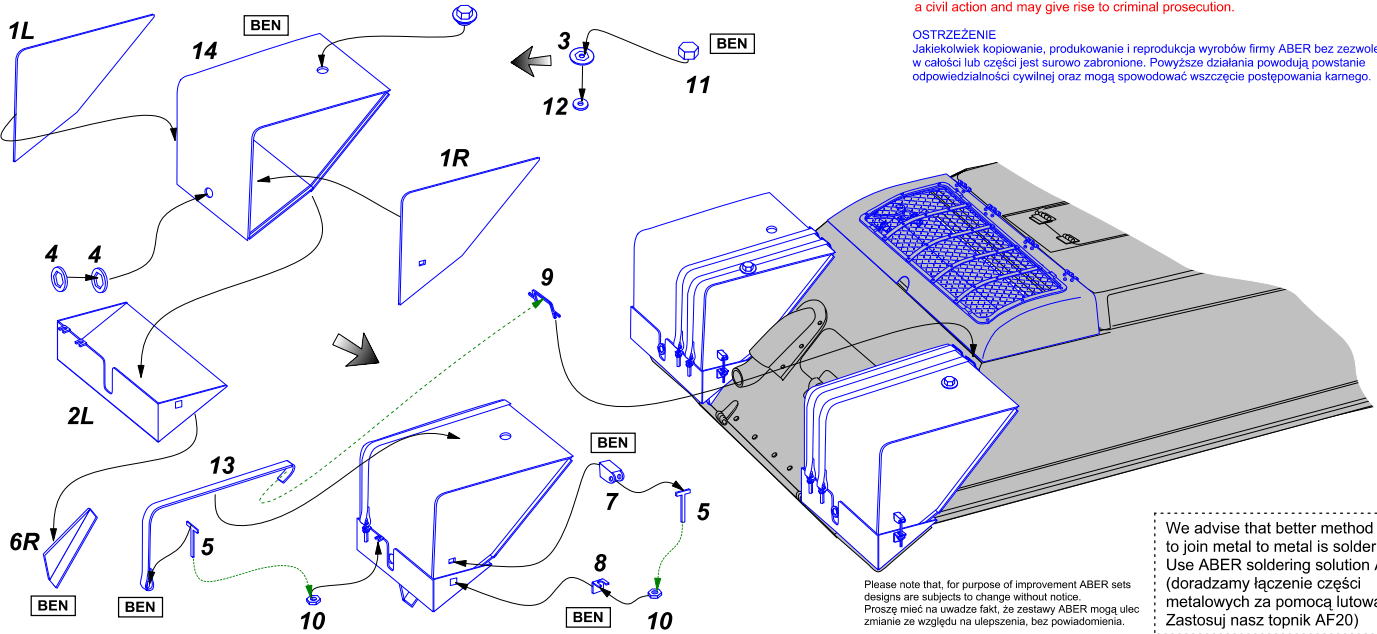 a civil action and may give rise to criminal prosecution.
OSTRZEŻENIE
Jakiekolwiek kopiowanie, produkowanie i reprodukcja wyrobów firmy ABER bez
w całości lub części jest surowo zabronione. Powyższe działania powodują powstanie
odpowiedzialności cywilnej oraz mogą spowodować wszczęcie postępowania karnego.
1L
14
BEN
3
BEN
11
12
1R
4
4
9
2L
13
6R
5
BEN
BEN
10
BEN
7
5
8
BEN
10
Please note that, for purpose of improvement ABER sets
designs are subjects to change without notice.
Proszę mieć na uwadze fakt, że zestawy ABER mogą ulec
zmianie ze względu na ulepszenia, bez powiadomienia.
We advise that better method
to join metal to metal is
Use ABER soldering solution
(doradzamy łączenie części
metalowych za pomocą
Zastosuj nasz topnik AF20)